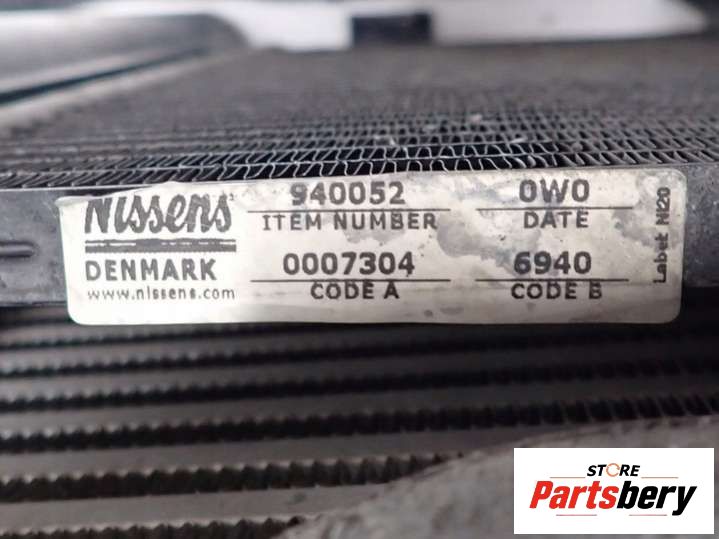 Nissens
DENMARK
www.nissens.com
940052
ITEM NUMBER
0W0
DATE
0007304
CODE A
6940
CODE B
Label: NI20
STORE
Partsbery